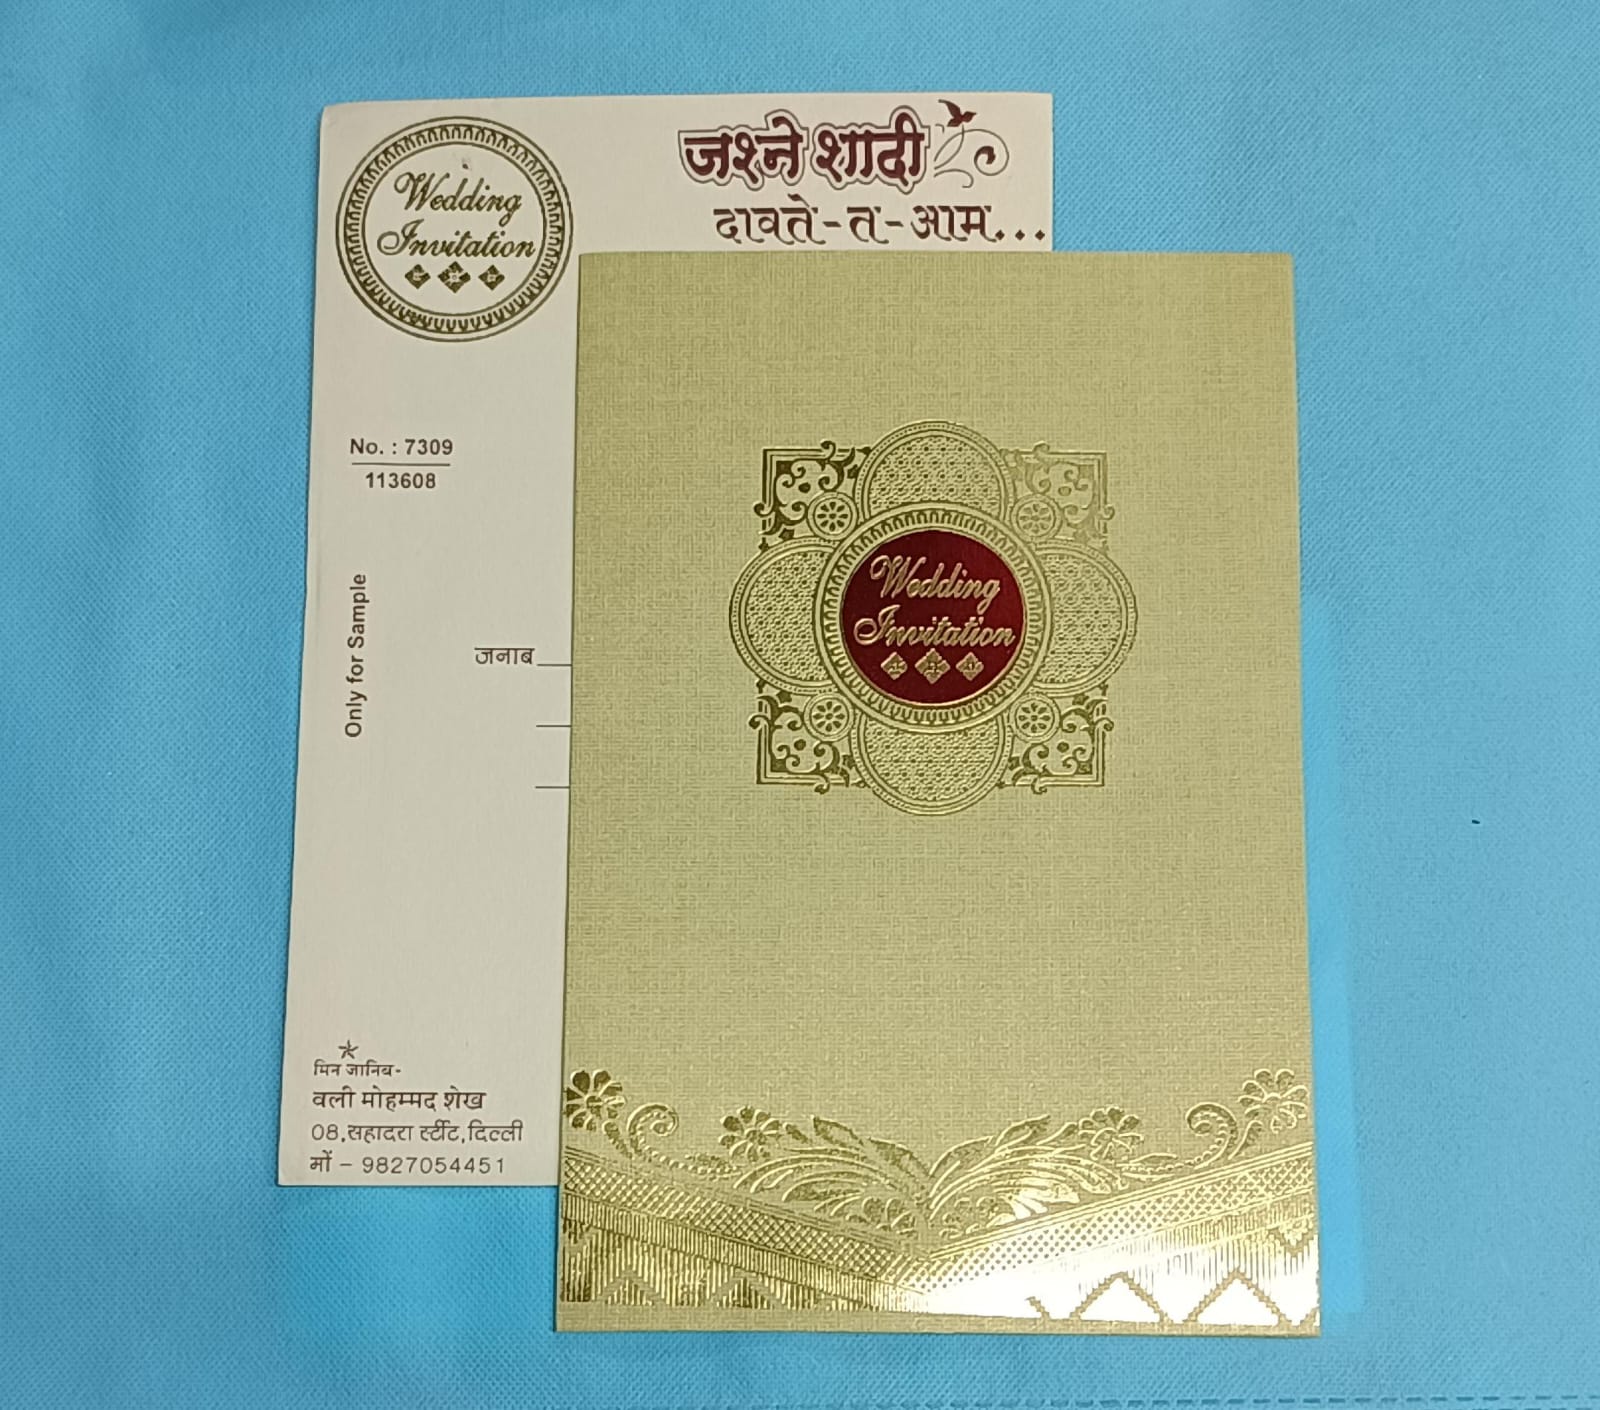 Wedding
Invitation
जश्ने शादी
दावते-त-आम...
No. : 7309
113608
Only for Sample
जनाब
मिन जानिब-
वली मोहम्मद शेख
08,सहादरा स्टींट,दिल्ली
मों - 9827054451
Wedding
Invitation